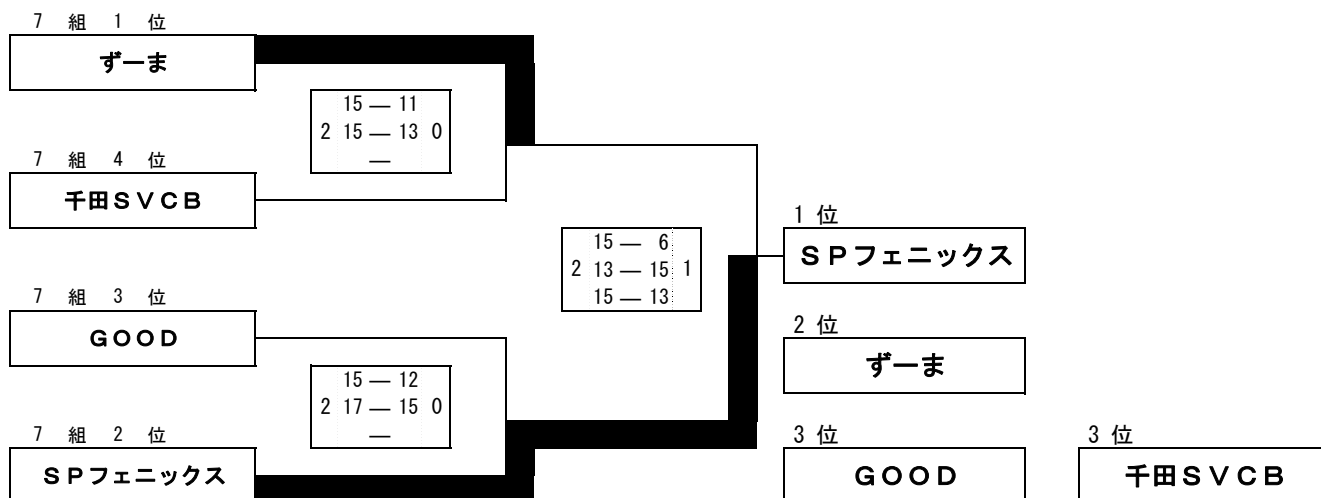 7 組 1 位
ずーま
15 ― 11
2 15 ― 13 0
―
7 組 4 位
千田SVCB
7 組 3 位
GOOD
15 ― 12
2 17 ― 15 0
―
7 組 2 位
SPフェニックス
15 ― 6
2 13 ― 15 1
15 ― 13
1 位
SPフェニックス
2 位
ずーま
3 位
GOOD
3 位
千田SVCB